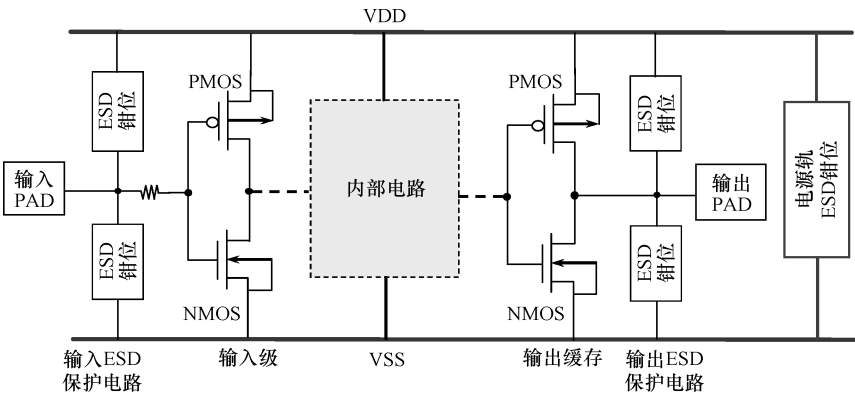 VDD
PMOS
PMOS
ESD
钳位
ESD
钳位
输入
PAD
内部电路
输出
PAD
电源轨
ESD钳位
ESD
钳位
ESD
钳位
NMOS
NMOS
输入ESD
保护电路
输入级
VSS
输出缓存
输出ESD
保护电路